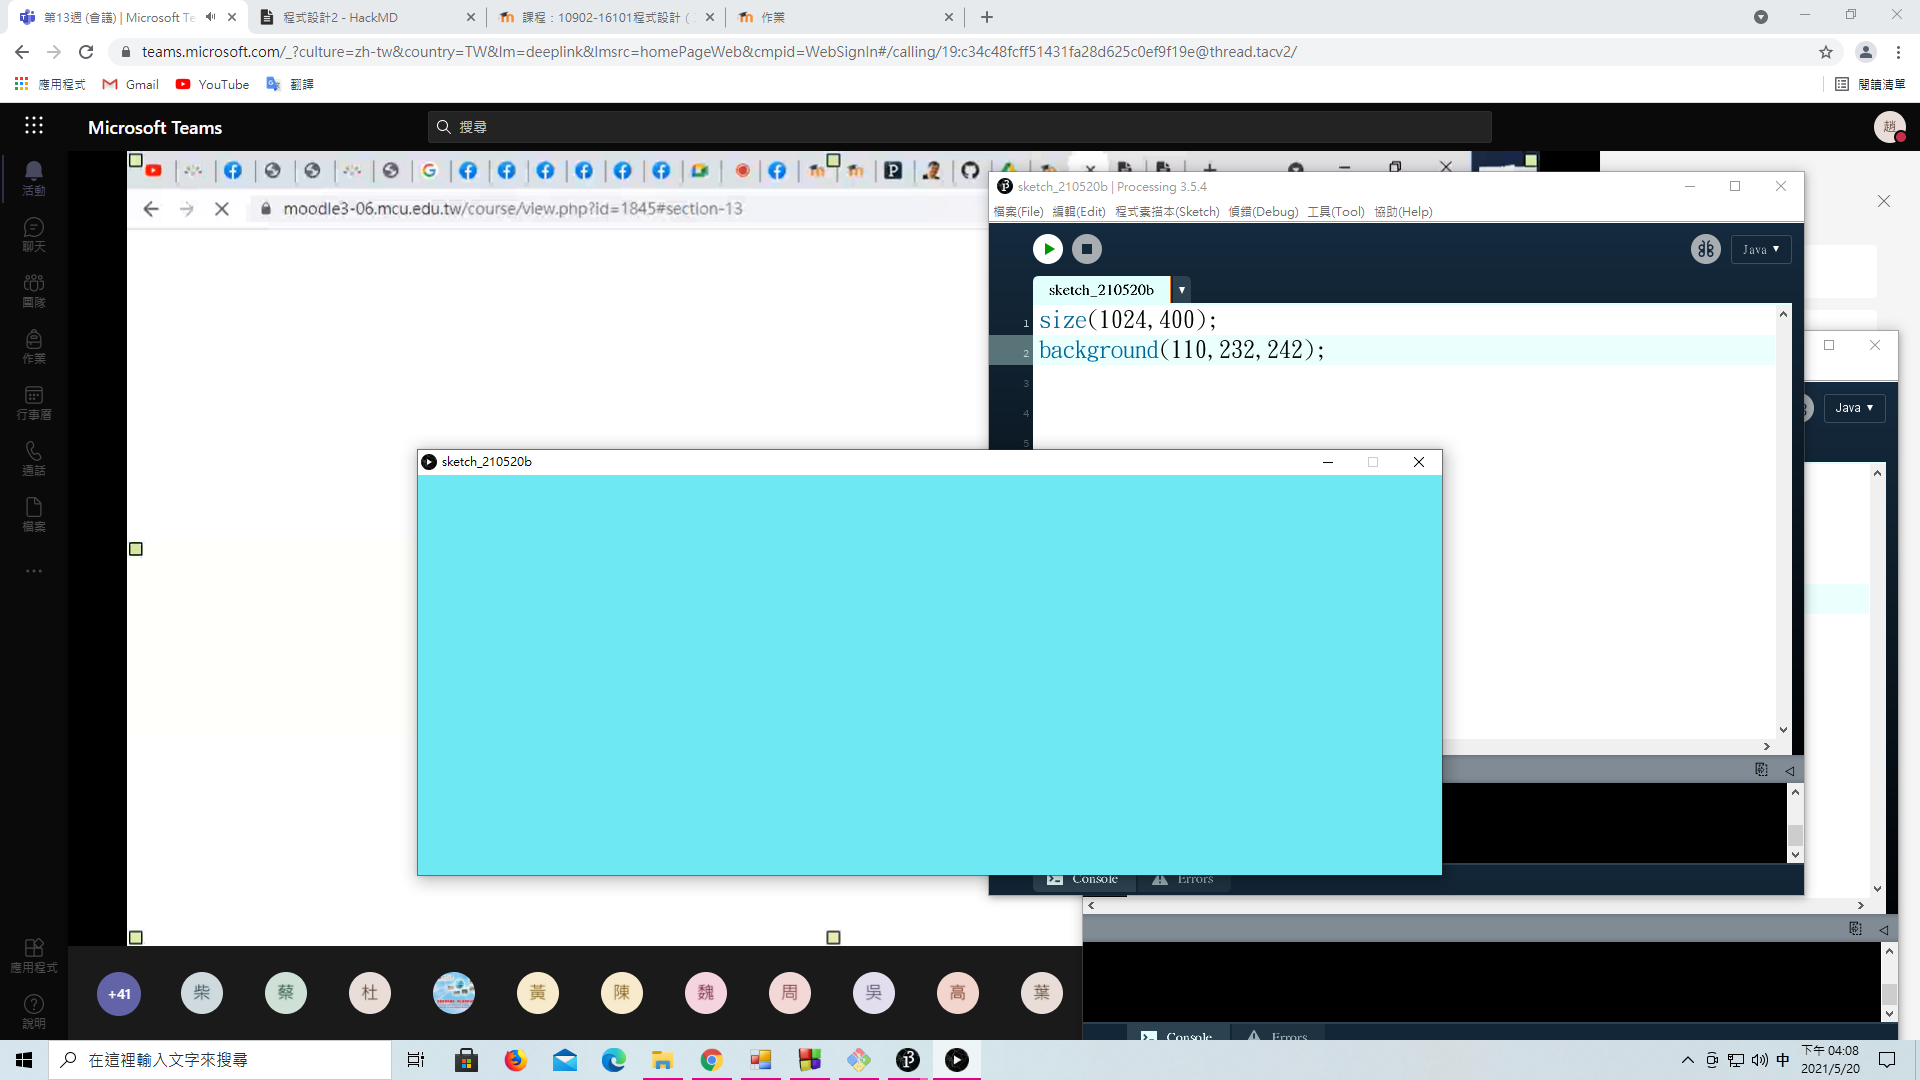 第13週 (會議) | Microsoft Te
程式設計2 - HackMD
課程：10902-16101程式設計 (
作業
teams.microsoft.com/_?culture=zh-tw&country=TW&lm=deeplink&lmsrc=homePageWeb&cmpid=WebSignIn#/calling/19:c34c48fcff51431fa28d625c0ef9f19e@thread.tacv2/
應用程式
Gmail
YouTube
翻譯
閱讀清單
Microsoft Teams
搜尋
趙
活動
聊天
團隊
作業
行事曆
通話
檔案
應用程式
說明
moodle3-06.mcu.edu.tw/course/view.php?id=1845#section-13
sketch_210520b | Processing 3.5.4
檔案(File) 編輯(Edit) 程式素描本(Sketch) 偵錯(Debug) 工具(Tool) 協助(Help)
Java ▼
sketch_210520b
1 size(1024,400);
2 background(110,232,242);
3
4
5
Java ▼
sketch_210520b
Console
Errors
Console
Errors
+41
柴
蔡
杜
黃
陳
魏
周
吳
高
葉
在這裡輸入文字來搜尋
中
下午 04:08
2021/5/20